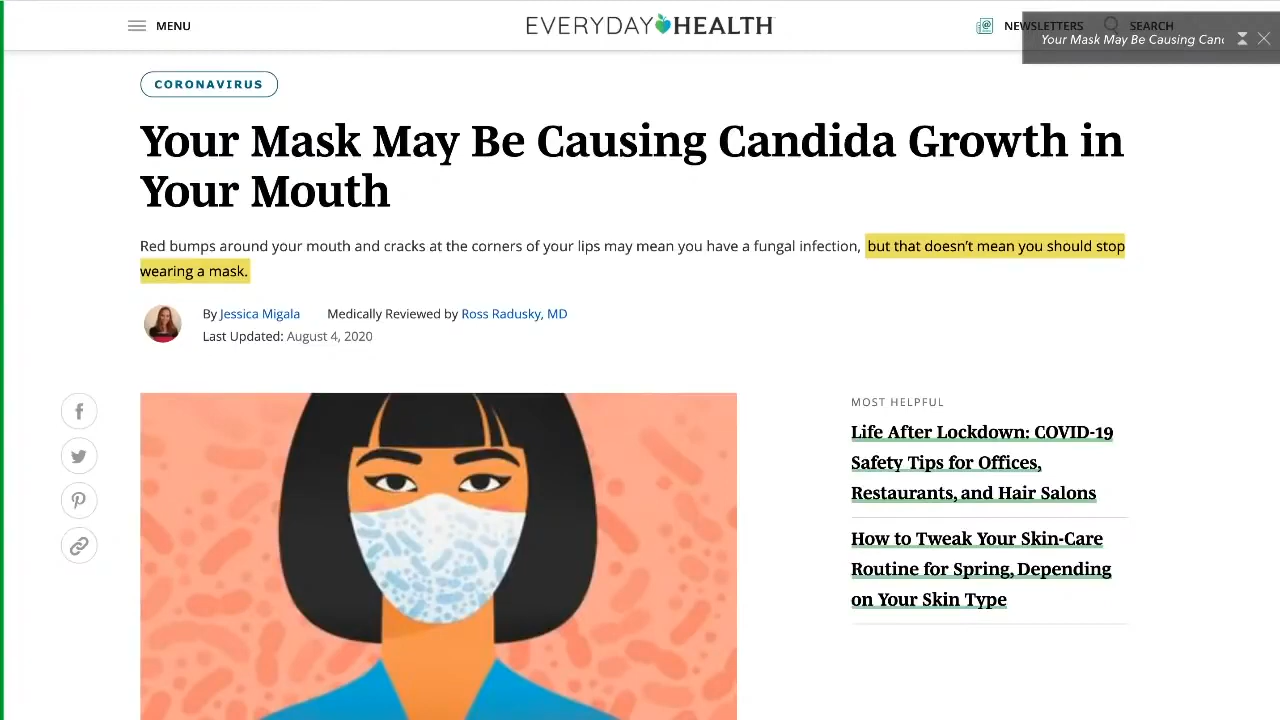 MENU
EVERYDAY HEALTH
NEWSLETTERS
SEARCH
Your Mask May Be Causing Can
CORONAVIRUS
Your Mask May Be Causing Candida Growth in
Your Mouth
Red bumps around your mouth and cracks at the corners of your lips may mean you have a fungal infection, but that doesn't mean you should stop
wearing a mask.
By Jessica Migala Medically Reviewed by Ross Radusky, MD
Last Updated: August 4, 2020
MOST HELPFUL
Life After Lockdown: COVID-19
Safety Tips for Offices,
Restaurants, and Hair Salons
How to Tweak Your Skin-Care
Routine for Spring, Depending
on Your Skin Type